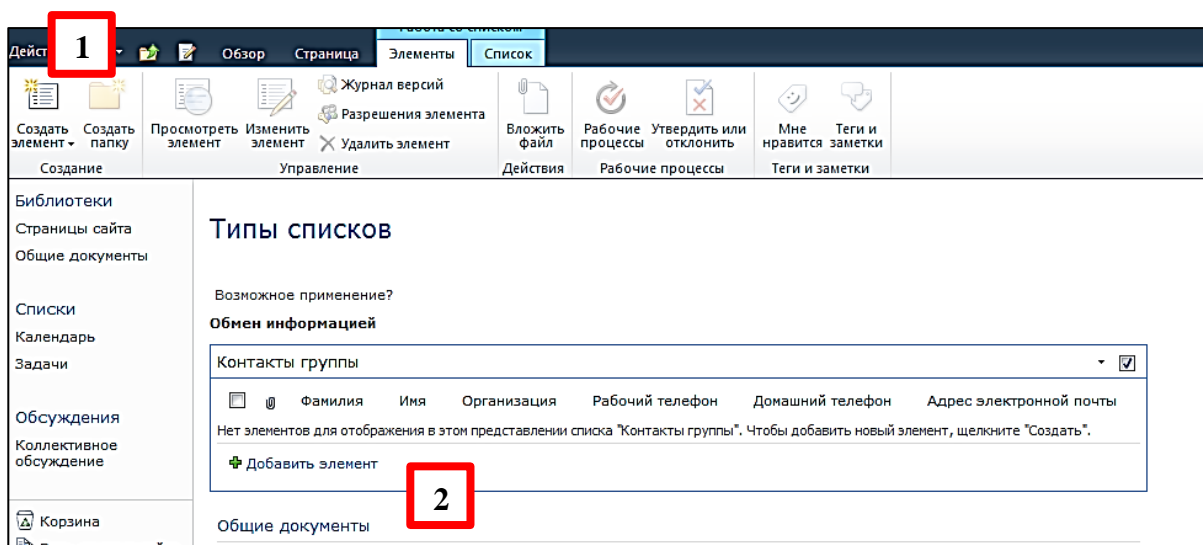 Работа со списком
1
Обзор Страница Элементы Список
Журнал версий
Разрешения элемента
Удалить элемент
Создать элемент
Создать папку
Просмотреть элемент
Изменить элемент
Вложить файл
Рабочие процессы
Утвердить или отклонить
Мне нравится
Теги и заметки
Создание Управление Действия Рабочие процессы Теги и заметки
Библиотеки
Страницы сайта
Общие документы
Списки
Календарь
Задачи
Обсуждения
Коллективное
обсуждение
Корзина
Типы списков
Возможное применение?
Обмен информацией
Контакты группы
Фамилия Имя Организация Рабочий телефон Домашний телефон Адрес электронной почты
Нет элементов для отображения в этом представлении списка "Контакты группы". Чтобы добавить новый элемент, щелкните "Создать".
Добавить элемент
2
Общие документы